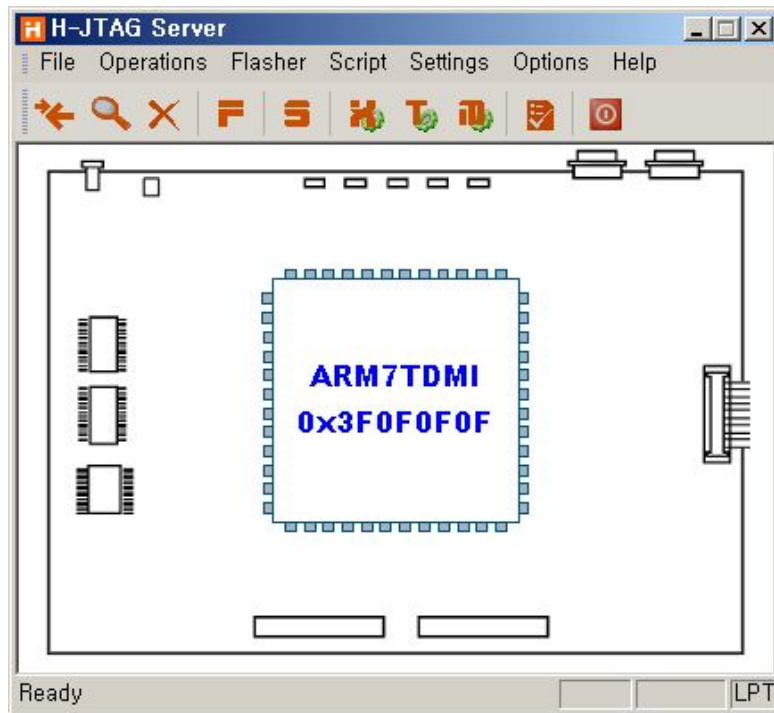 H-JTAG Server
File Operations Flasher Script Settings Options Help
ARM7TDMI
0x3F0F0F0F
Ready LPT